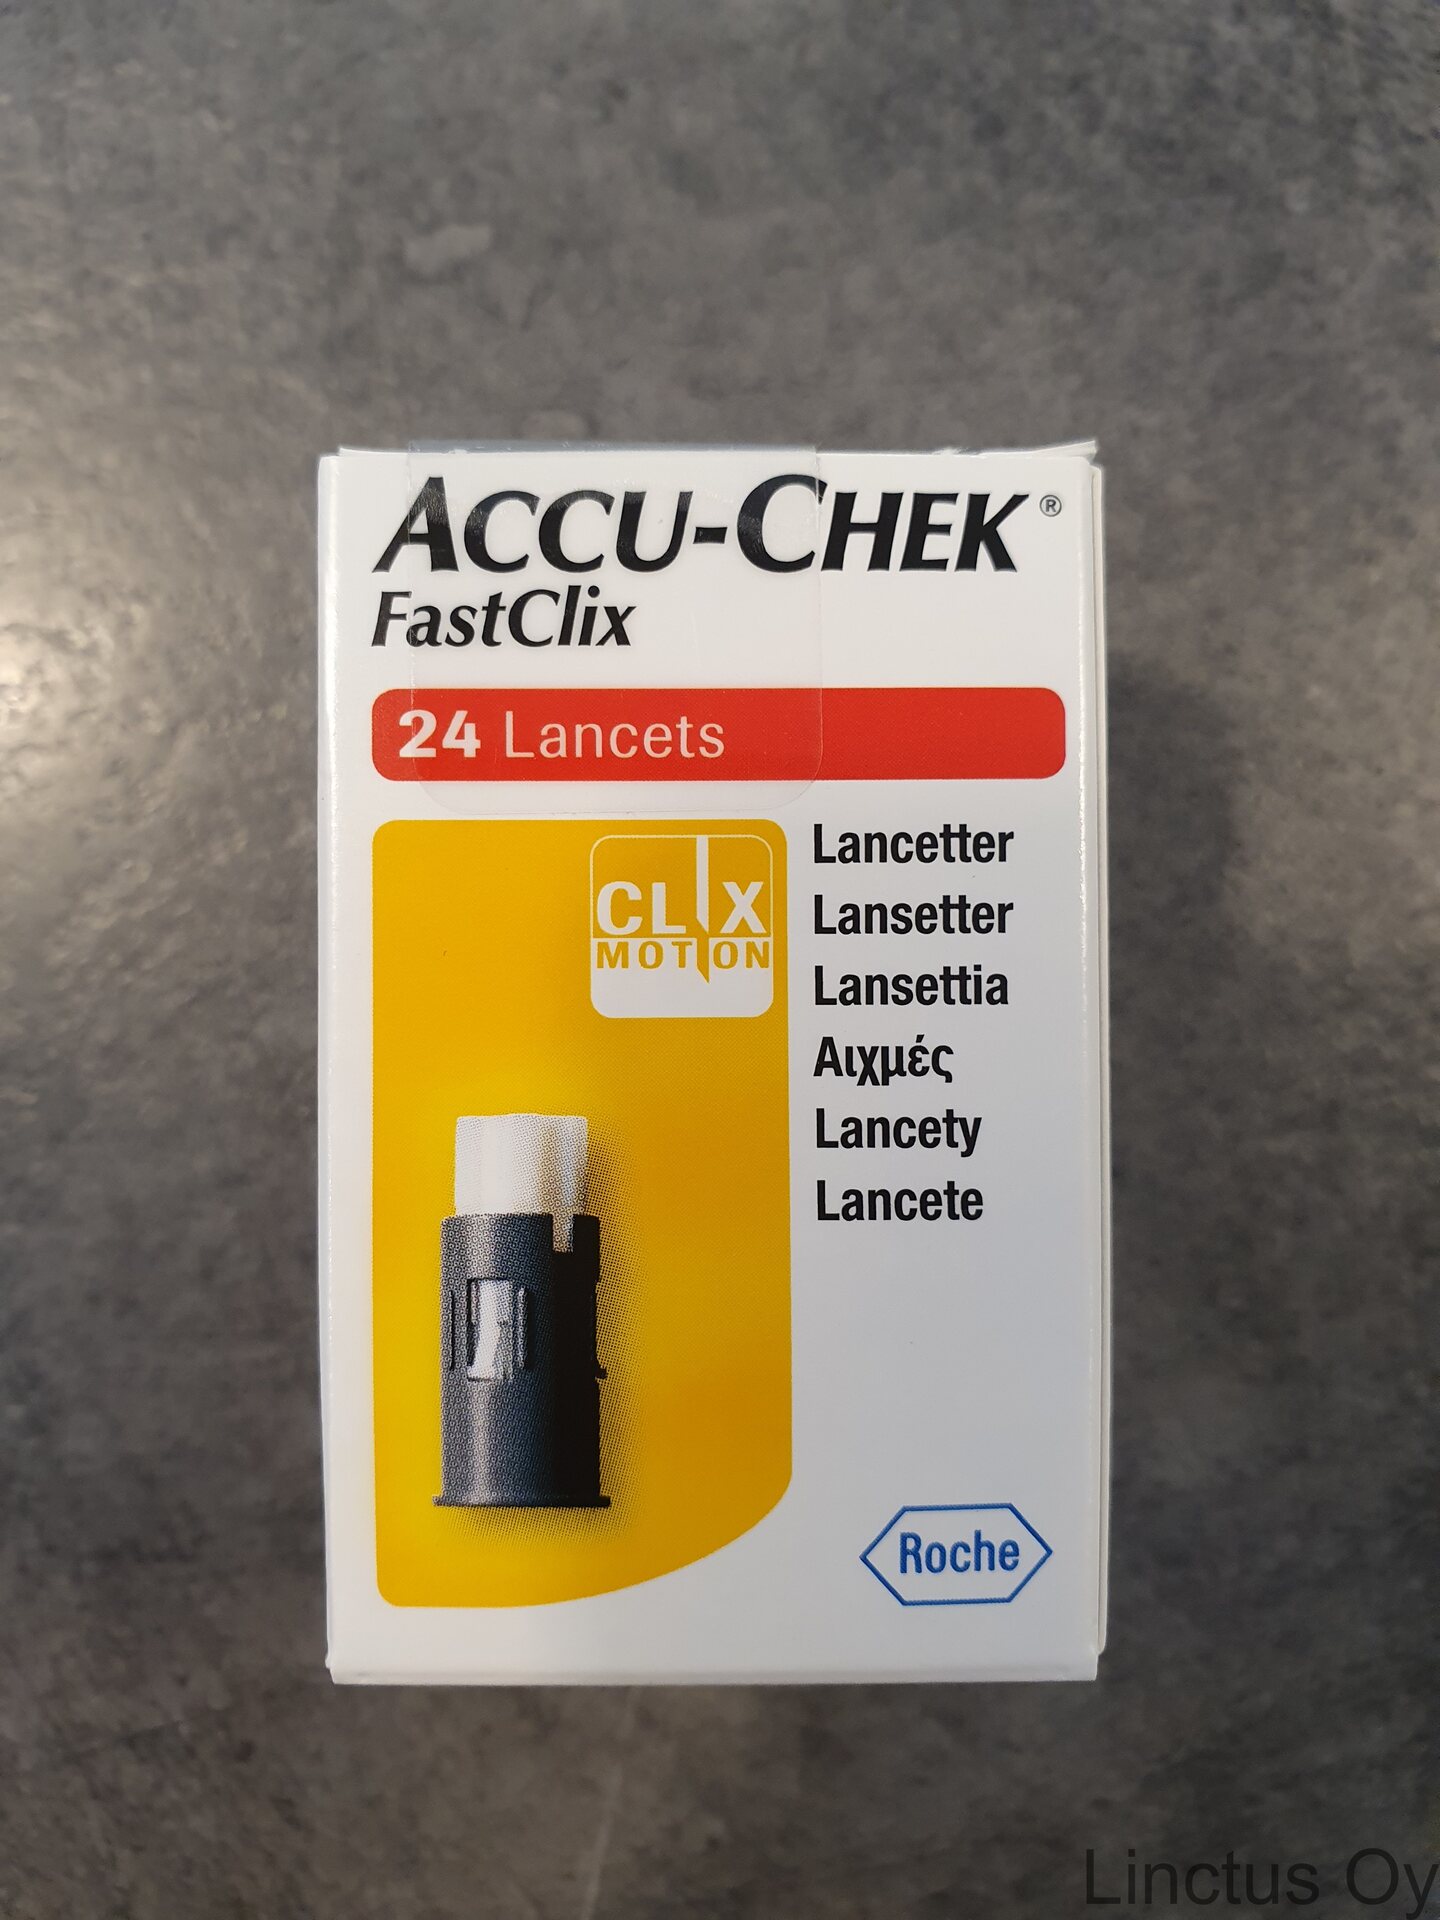 ACCU-CHEK®
FastClix
24 Lancets
CLIX
MOTION
Lancetter
Lansetter
Lansettia
Αιχμές
Lancety
Lancete
Roche
Linctus Oy